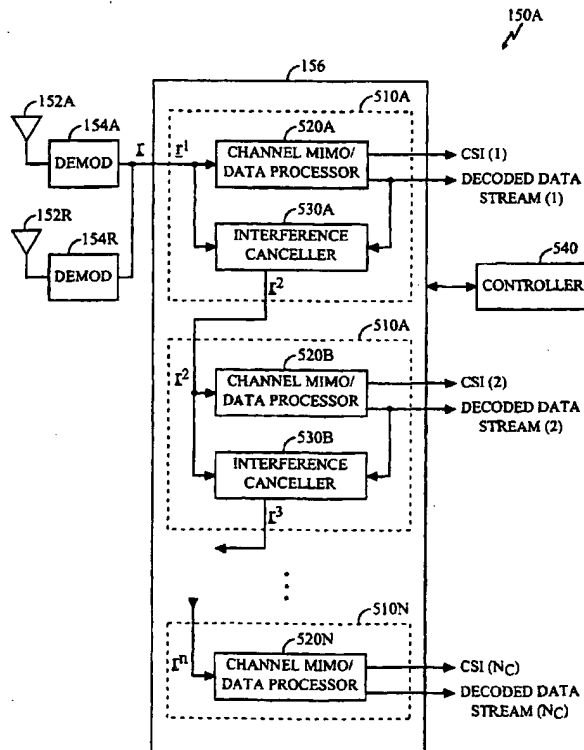 150A
156
152A
154A
DEMOD
r
r¹
510A
520A
CHANNEL MIMO/
DATA PROCESSOR
CSI (1)
DECODED DATA
STREAM (1)
152R
154R
DEMOD
530A
INTERFERENCE
CANCELLER
r²
540
CONTROLLER
510A
r²
520B
CHANNEL MIMO/
DATA PROCESSOR
CSI (2)
DECODED DATA
STREAM (2)
530B
INTERFERENCE
CANCELLER
r³
510N
rⁿ
520N
CHANNEL MIMO/
DATA PROCESSOR
CSI (N_C)
DECODED DATA
STREAM (N_C)